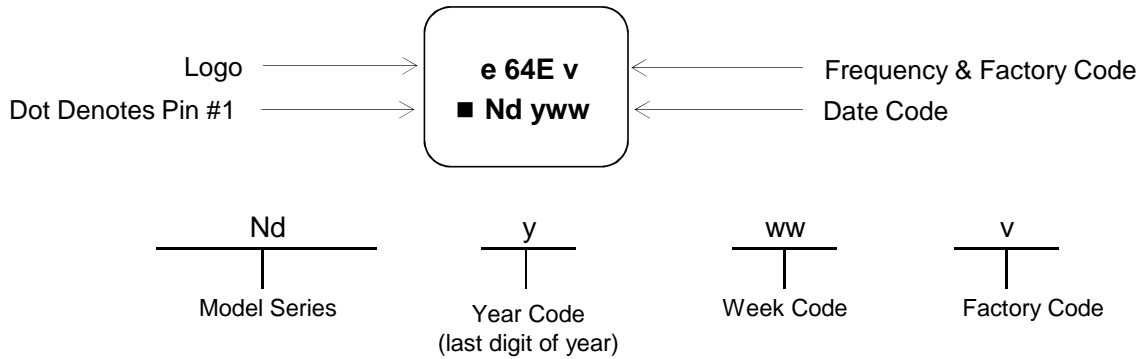 Logo
e 64E v
Frequency & Factory Code
Dot Denotes Pin #1
■ Nd yww
Date Code
Nd
y
ww
v
Model Series
Year Code
(last digit of year)
Week Code
Factory Code